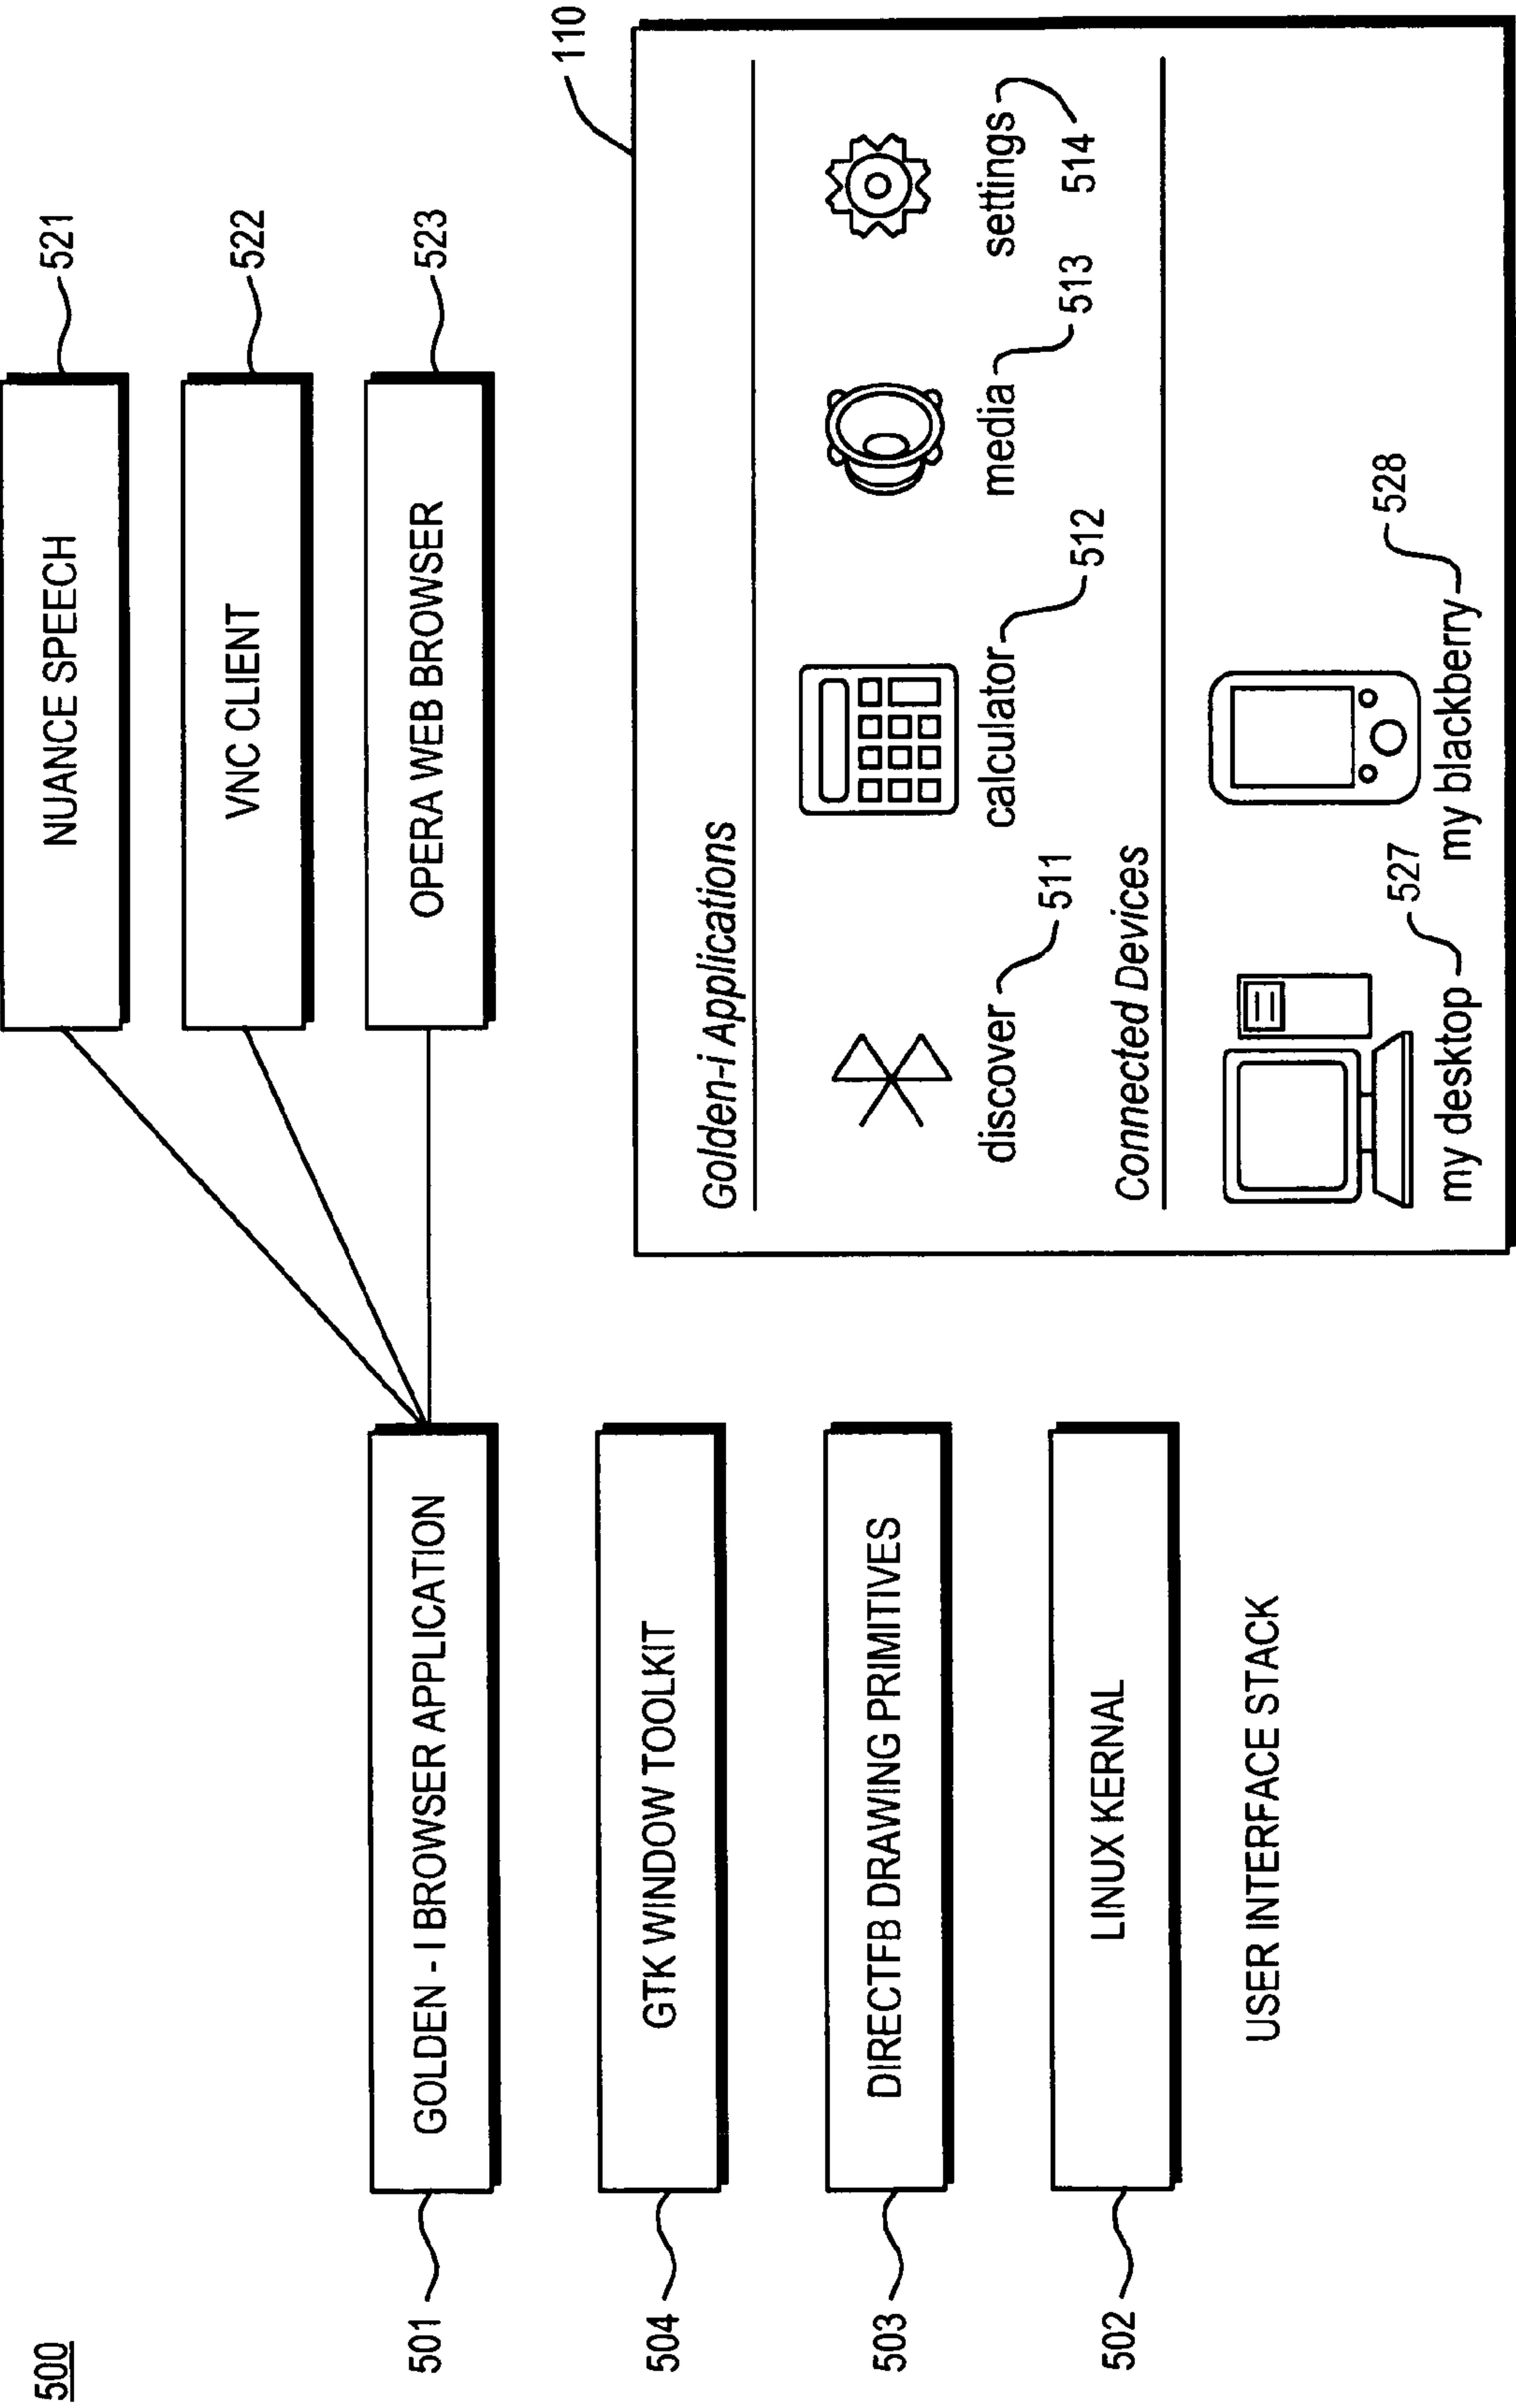 500
NUANCE SPEECH
521
VNC CLIENT
522
OPERA WEB BROWSER
523
501
GOLDEN - I BROWSER APPLICATION
504
GTK WINDOW TOOLKIT
503
DIRECTFB DRAWING PRIMITIVES
502
LINUX KERNAL
USER INTERFACE STACK
110
Golden-i Applications
discover
calculator
media
settings
511
512
513
514
Connected Devices
527
528
my desktop
my blackberry